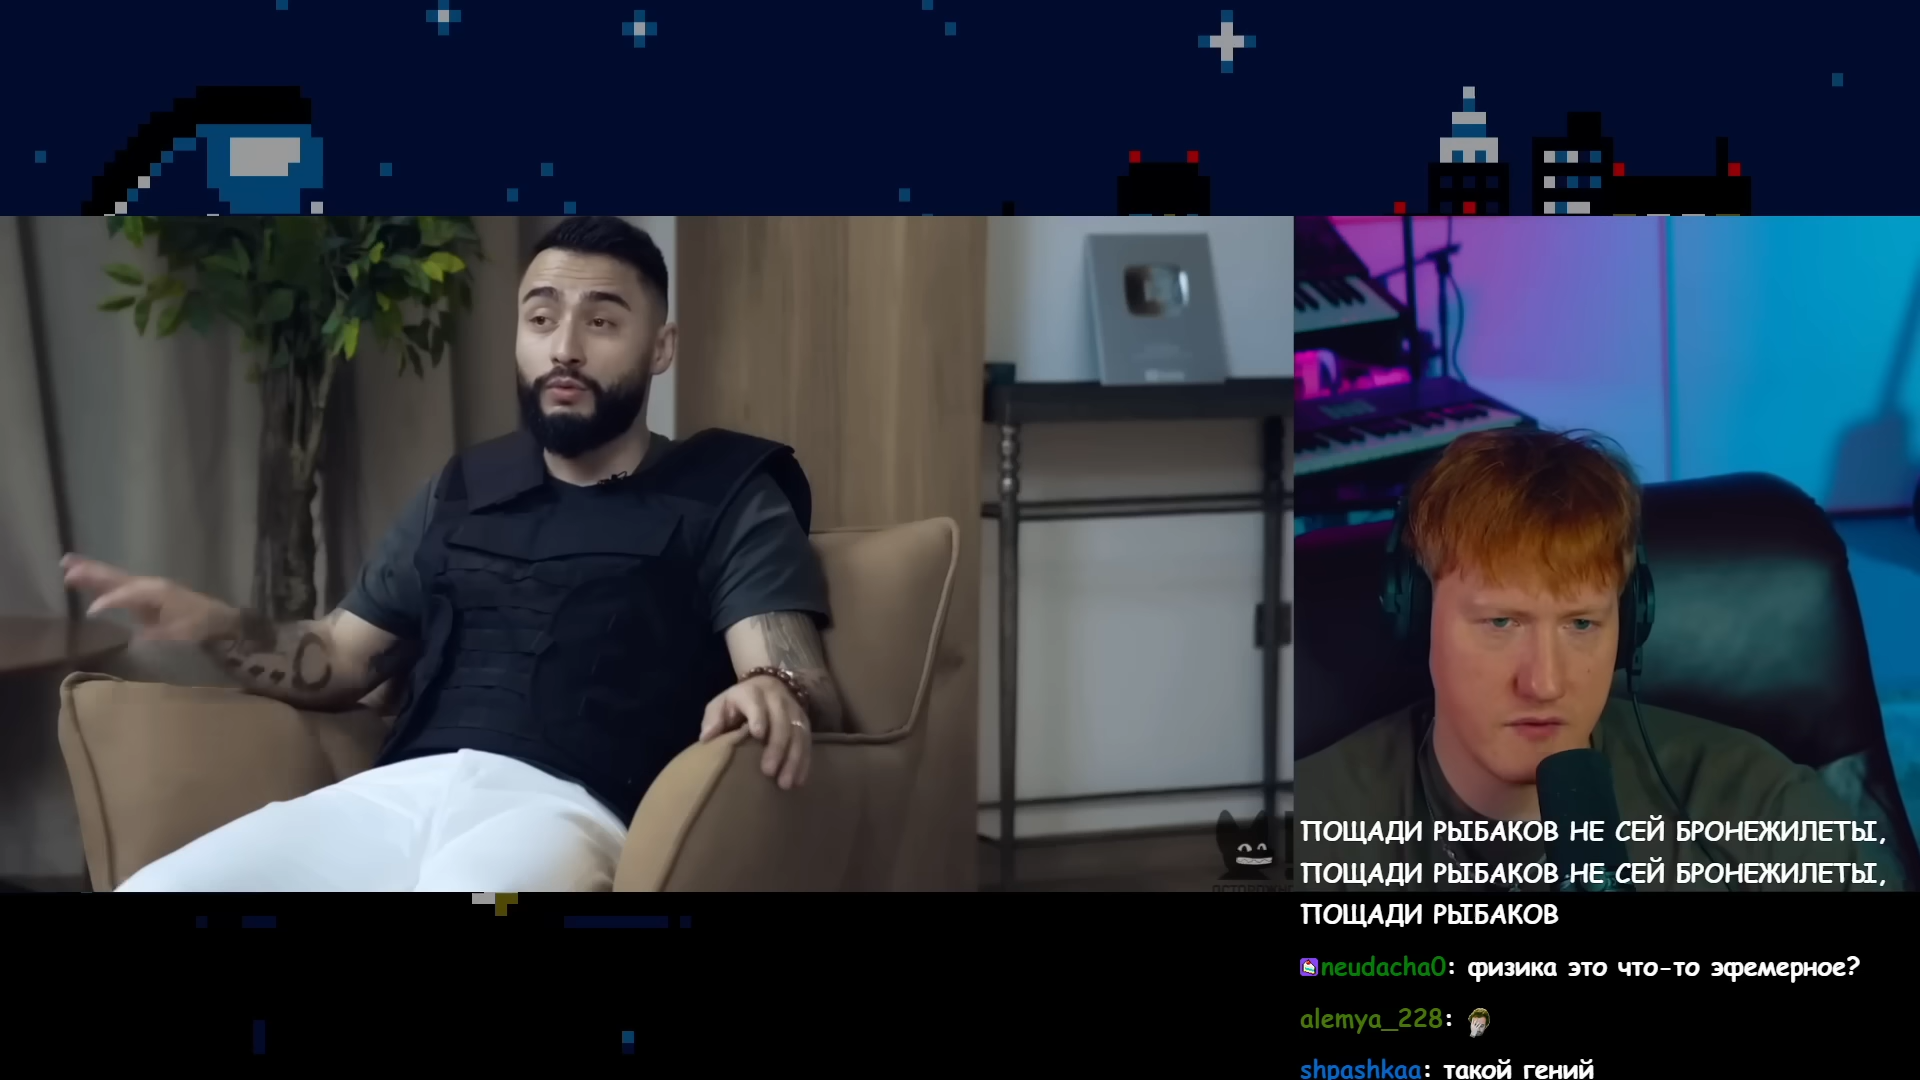 ОСТОРОЖНО
ПОЩАДИ РЫБАКОВ НЕ СЕЙ БРОНЕЖИЛЕТЫ,
ПОЩАДИ РЫБАКОВ НЕ СЕЙ БРОНЕЖИЛЕТЫ,
ПОЩАДИ РЫБАКОВ
neudacha0: физика это что-то эфемерное?
alemya_228:
shpashkaa: такой гений